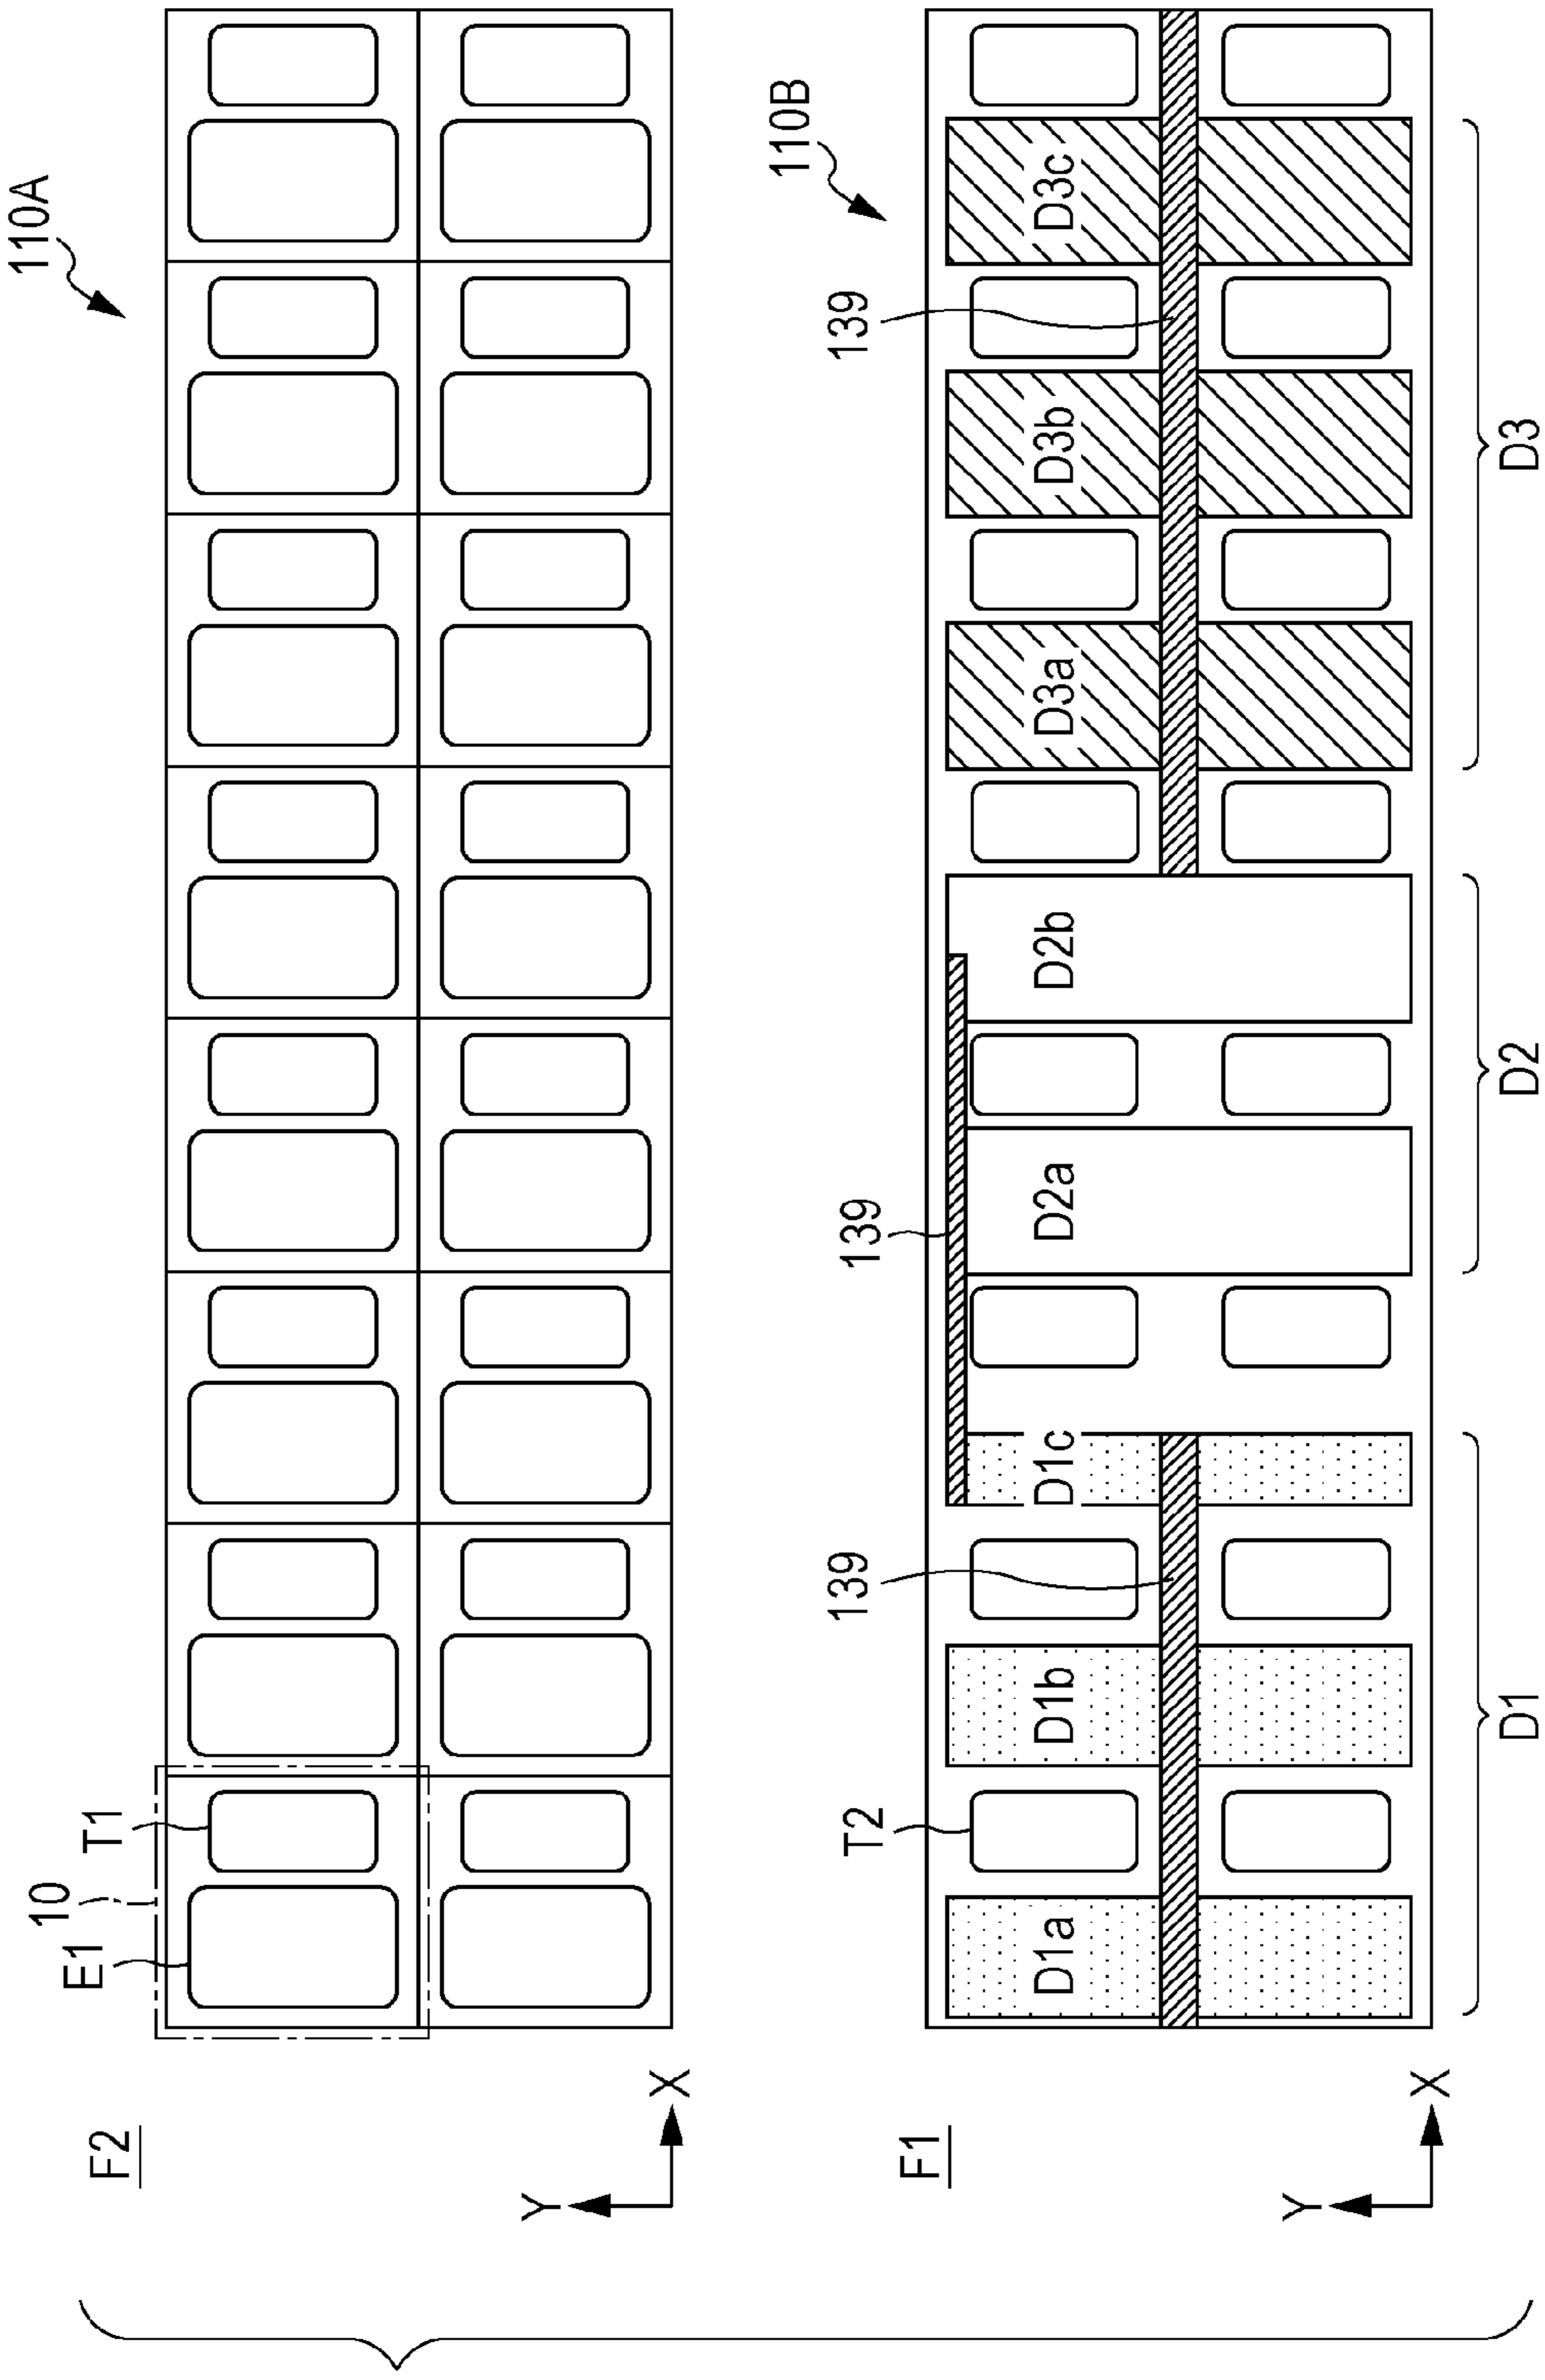 F2
110A
10
E1
T1
Y
X
F1
110B
139
139
139
T2
D1a
D1b
D1c
D2a
D2b
D3a
D3b
D3c
Y
X
D1
D2
D3